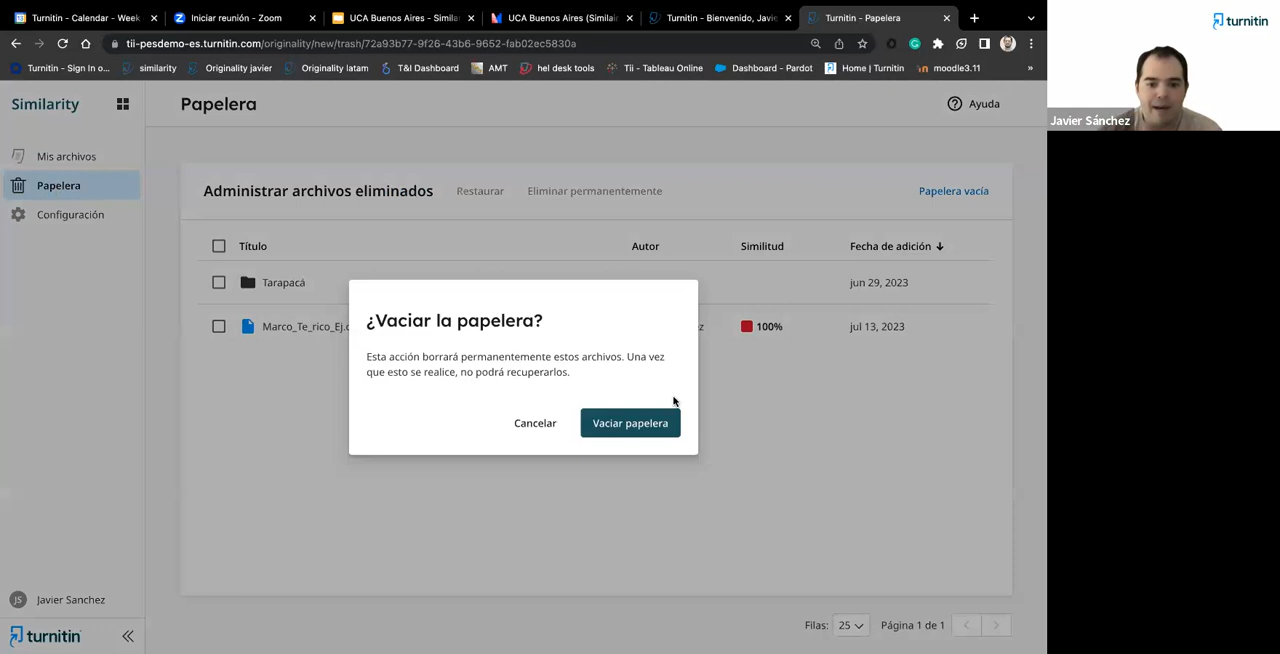 Turnitin - Calendar - Week
Iniciar reunión - Zoom
UCA Buenos Aires - Simila
UCA Buenos Aires (Similai
Turnitin - Bienvenido, Javie
Turnitin - Papelera
tii-pesdemo-es.turnitin.com/originality/new/trash/72a93b77-9f26-43b6-9652-fab02ec5830a
Turnitin - Sign In o...
similarity
Originality javier
Originality latam
T&I Dashboard
AMT
hel desk tools
Tii - Tableau Online
Dashboard - Pardot
Home | Turnitin
moodle3.11
»
turnitin
Javier Sánchez
Similarity
Papelera
Ayuda
Mis archivos
Papelera
Configuración
Administrar archivos eliminados
Restaurar
Eliminar permanentemente
Papelera vacía
Título
Autor
Similitud
Fecha de adición
Tarapacá
jun 29, 2023
Marco_Te_rico_Ej.c
z
100%
jul 13, 2023
¿Vaciar la papelera?
Esta acción borrará permanentemente estos archivos. Una vez
que esto se realice, no podrá recuperarlos.
Cancelar
Vaciar papelera
JS
Javier Sanchez
turnitin
Filas:
25
Página 1 de 1